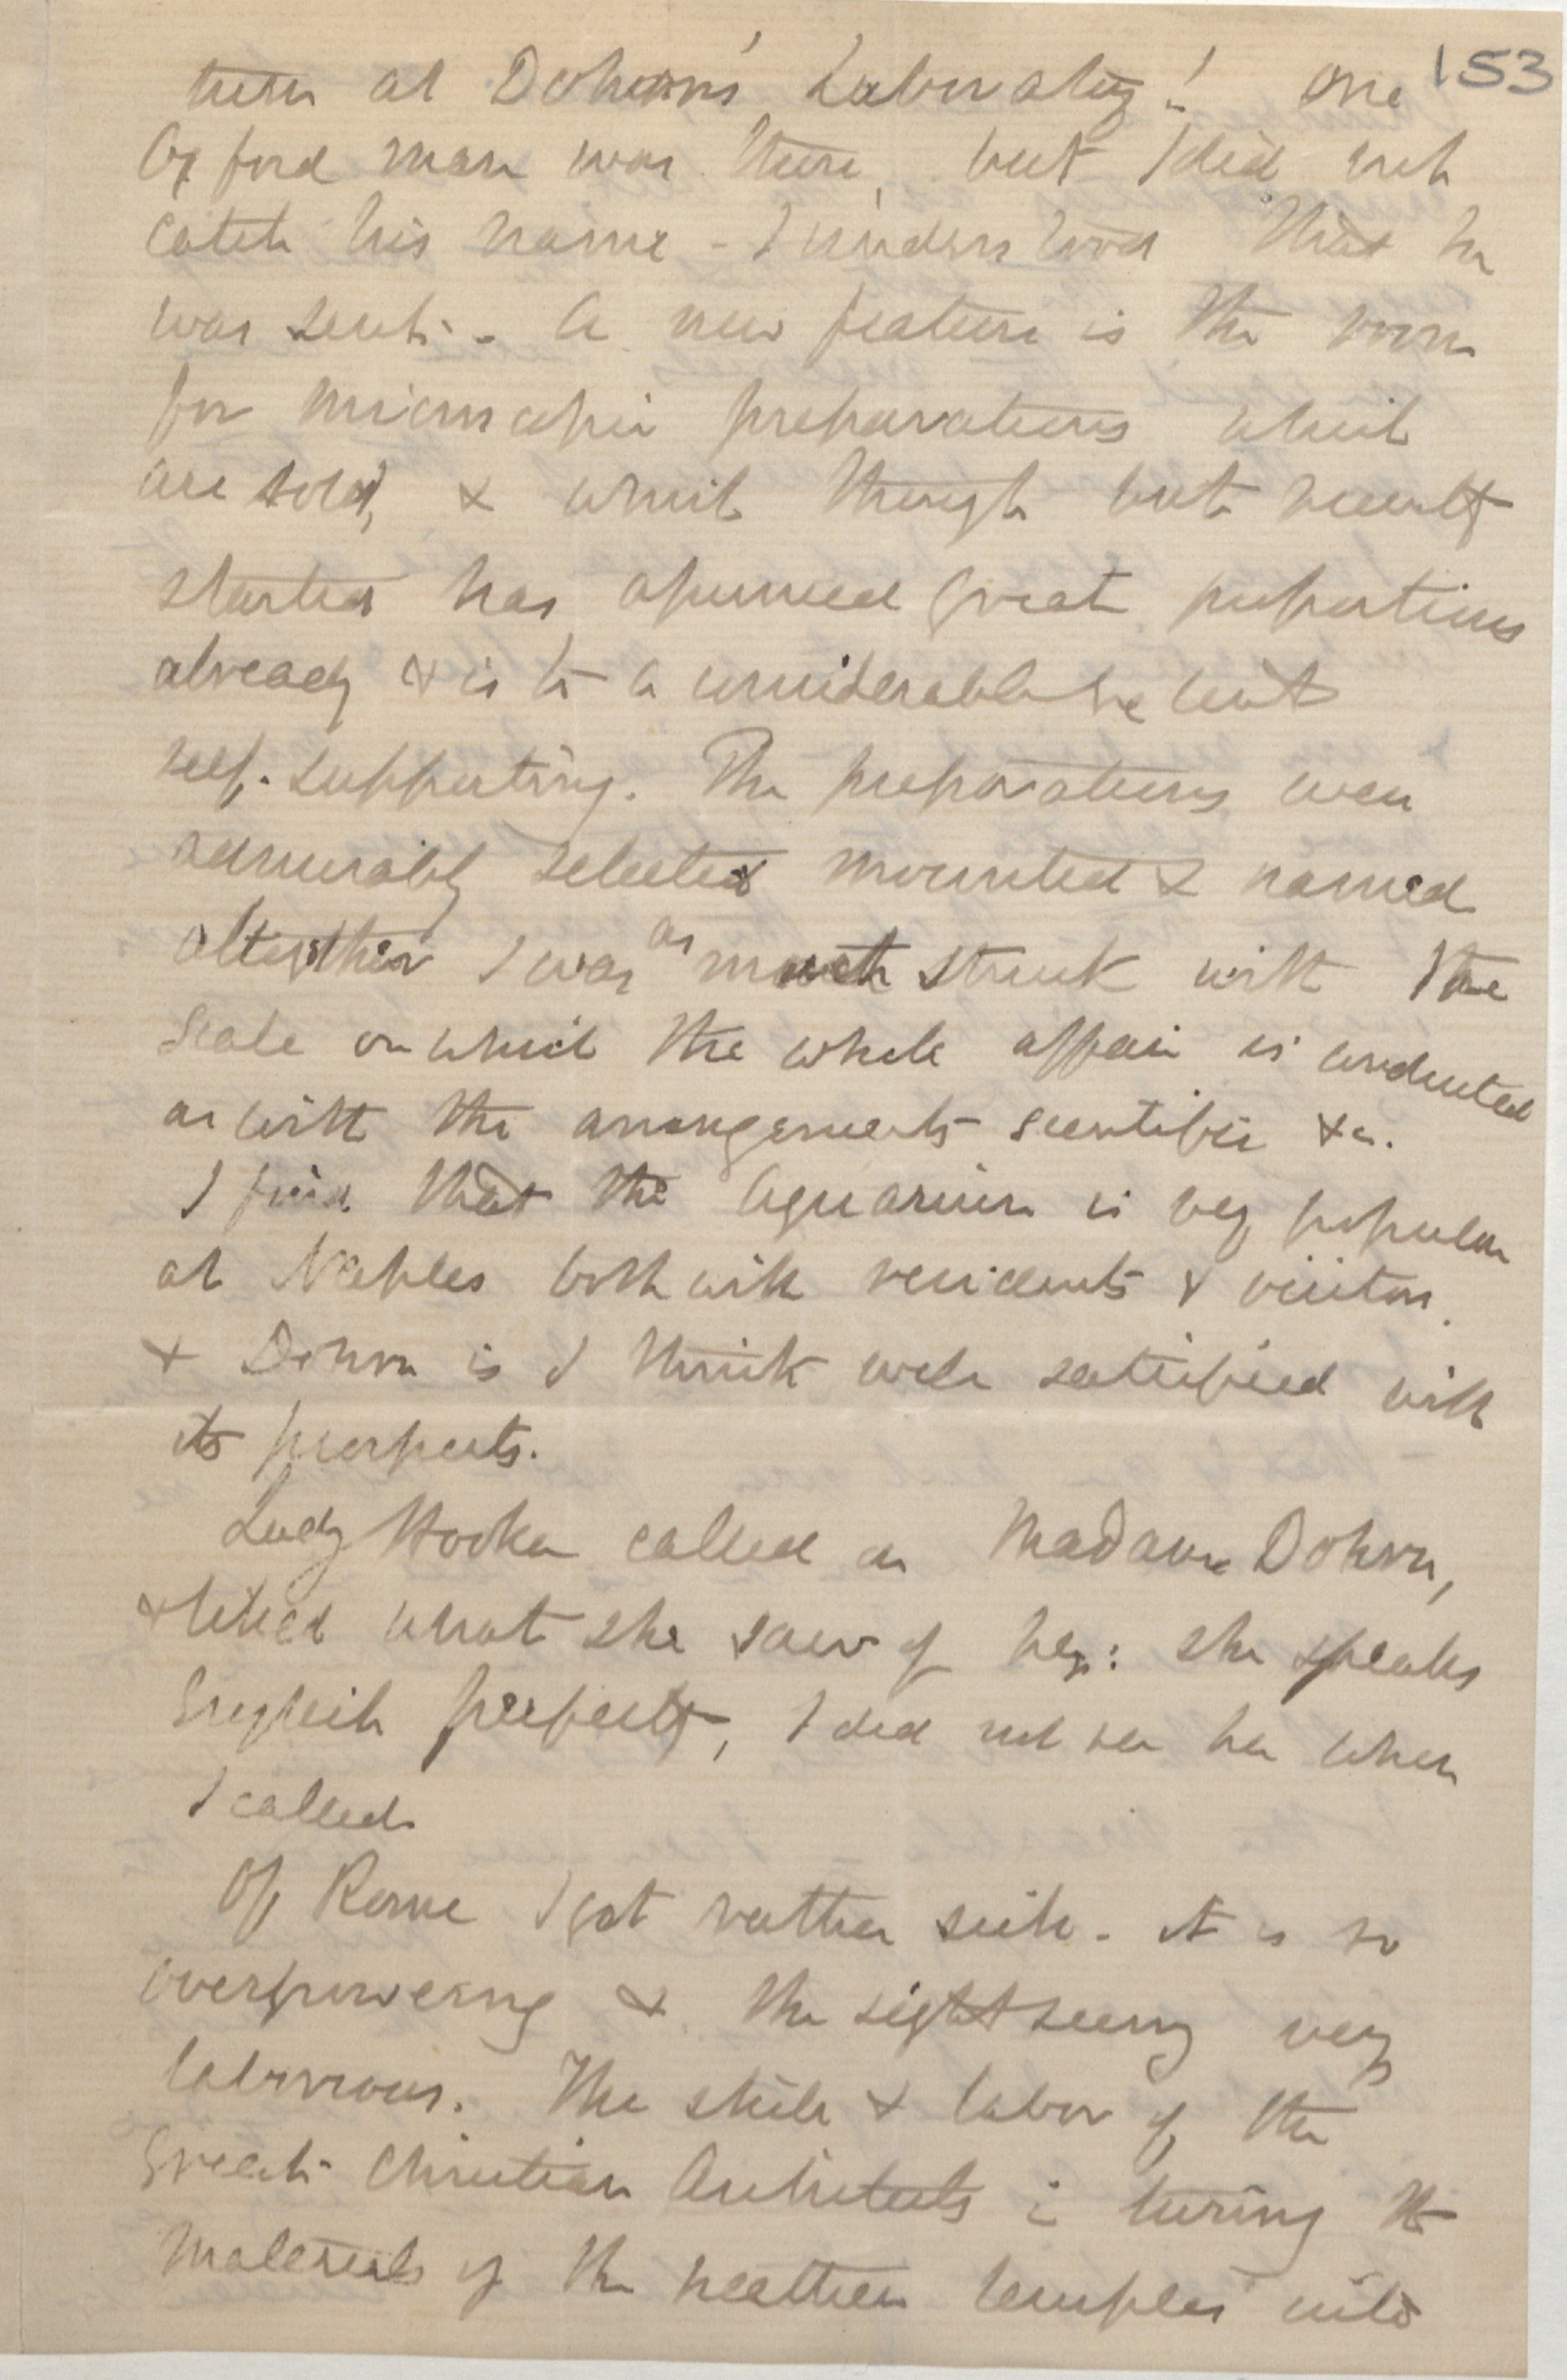 them at Dohrn's Laboratory! One 153
Oxford man was there, but I did not
catch his name - I understood that he
was sent. - A new feature is the room
for microscopic preparations which
are sold, & which though but recently
started has assumed great proportions
already & is to a considerable extent
self-supporting. The preparations were
admirably selected mounted & named
altogether I was as much struck with the
scale on which the whole affair is conducted
as with the arrangements scientific &c.
I find that the Aquarium is very popular
at Naples both with residents & visitors.
& Dohrn is I think well satisfied with
its prospects.
Lady Hooker called on Madame Dohrn,
& liked what she saw of her: she speaks
English perfectly, I did not see her when
I called.
Of Rome I got rather sick. it is so
overpowering & the sightseeing very
laborious. The skill & labor of the
Great Christian Architects in turning the
materials of the heathen temples into